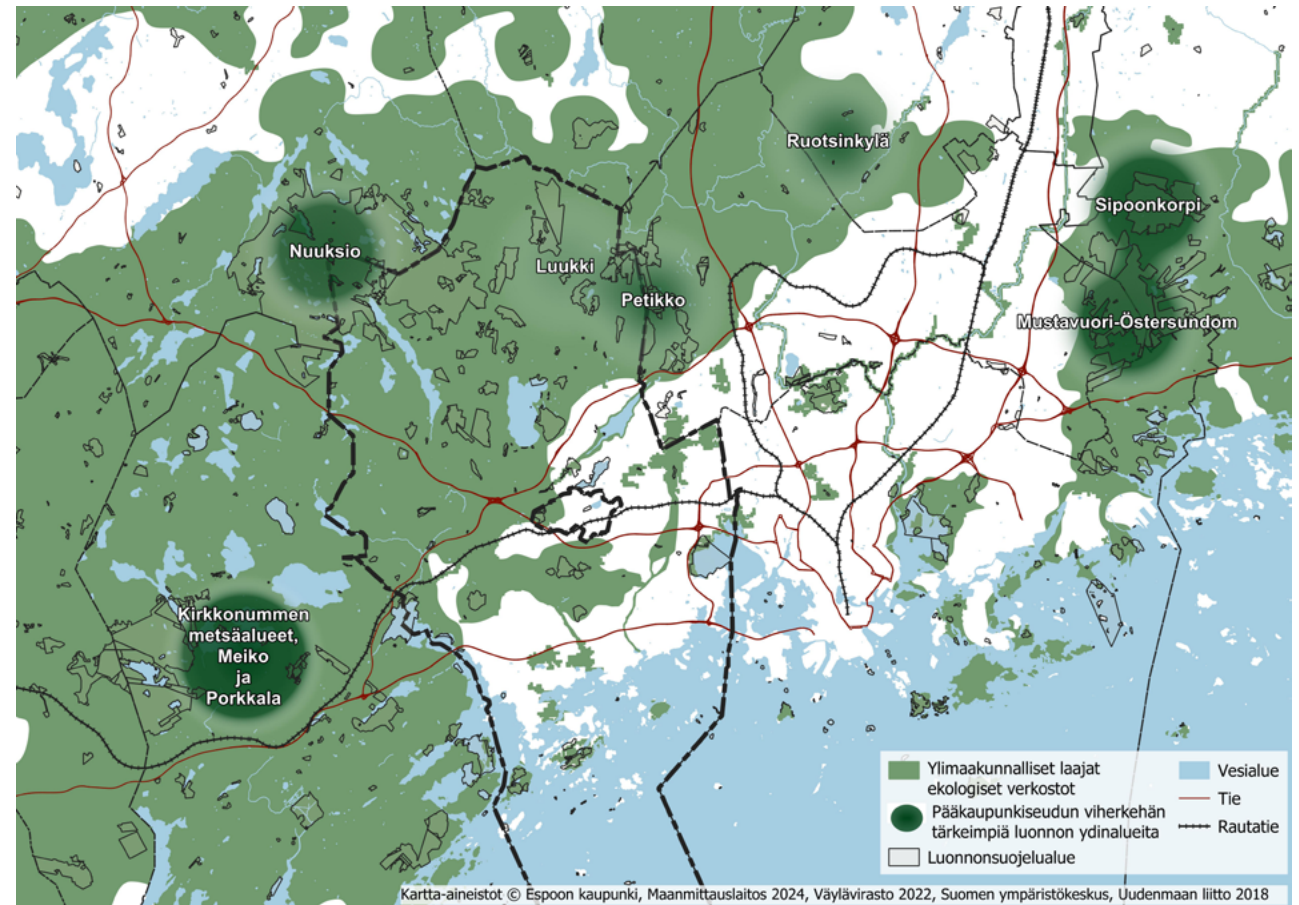 Ruotsinkylä
Sipoonkorpi
Nuuksio
Luukki
Petikko
Mustavuori-Östersundom
Kirkkonummen
metsäalueet,
Meiko
ja
Porkkala
Ylimaakunnalliset laajat
ekologiset verkostot
Pääkaupunkiseudun viherkehän
tärkeimpiä luonnon ydinalueita
Luonnonsuojelualue
Vesialue
Tie
Rautatie
Kartta-aineistot © Espoon kaupunki, Maanmittauslaitos 2024, Väylävirasto 2022, Suomen ympäristökeskus, Uudenmaan liitto 2018